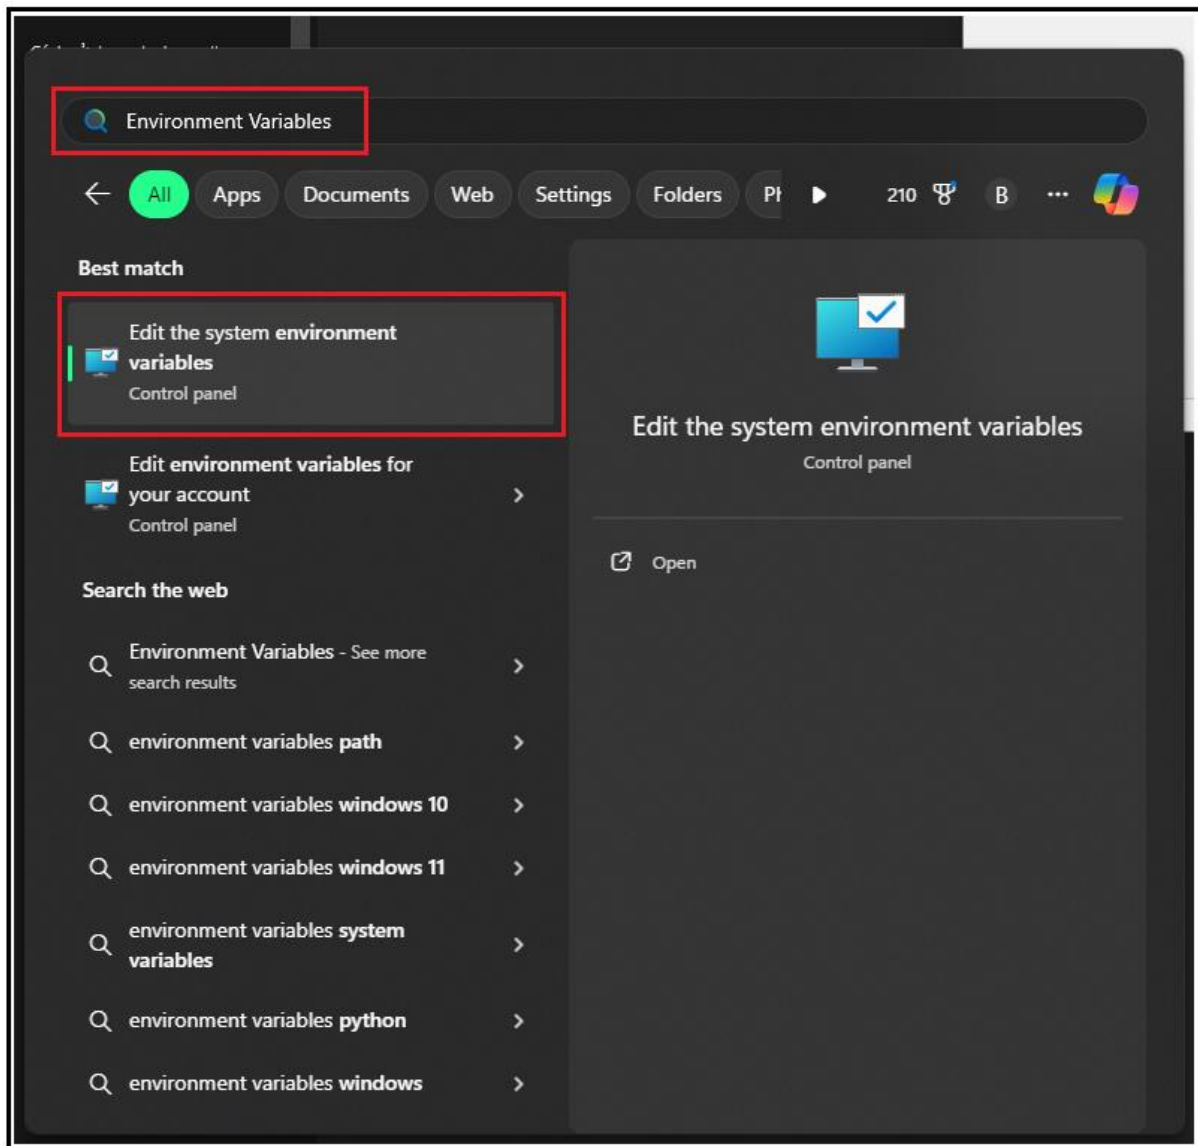 Environment Variables
All Apps Documents Web Settings Folders 210 B ...
Best match
Edit the system environment
variables
Control panel
Edit environment variables for
your account
Control panel
Search the web
Environment Variables - See more
search results
environment variables path
environment variables windows 10
environment variables windows 11
environment variables system
variables
environment variables python
environment variables windows
Edit the system environment variables
Control panel
Open